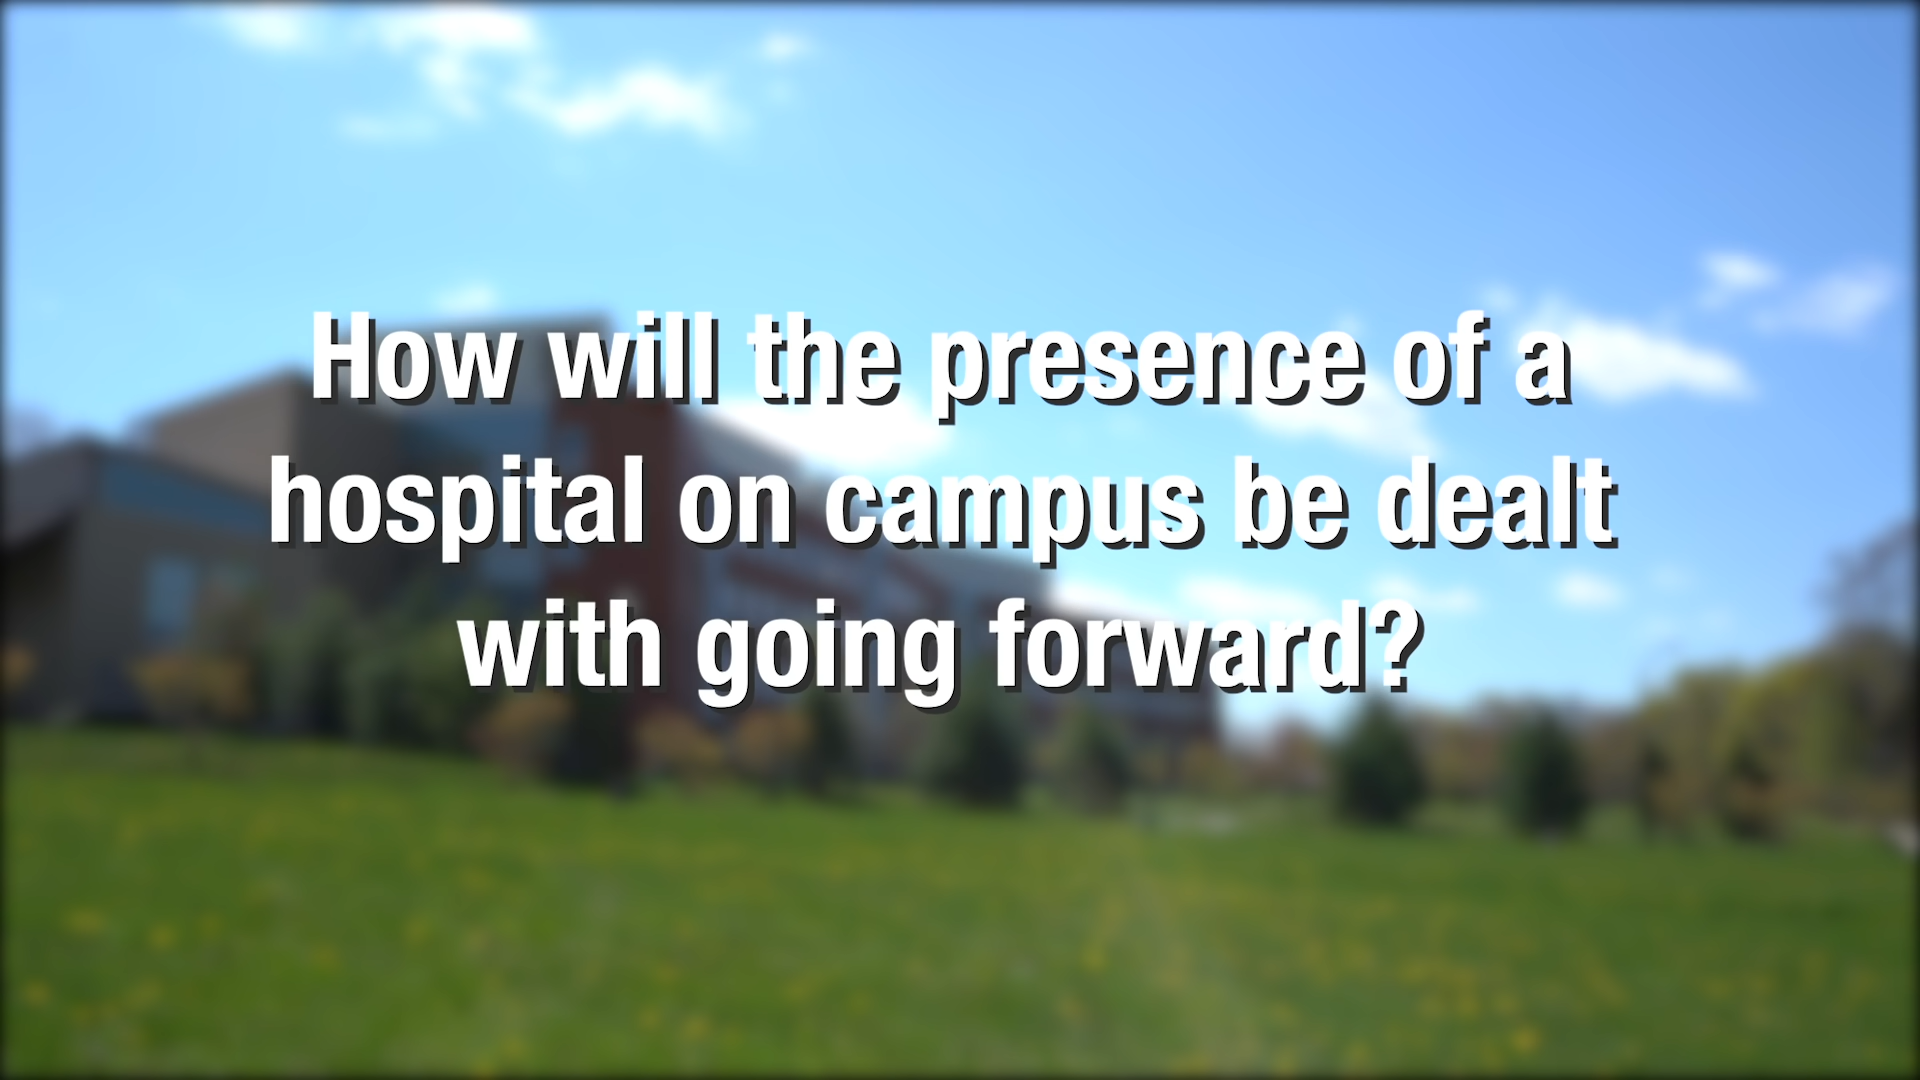 How will the presence of a
hospital on campus be dealt
with going forward?